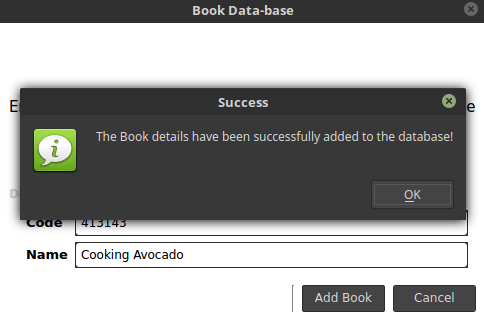 Book Data-base
Success
The Book details have been successfully added to the database!
OK
Code 413143
Name Cooking Avocado
Add Book Cancel